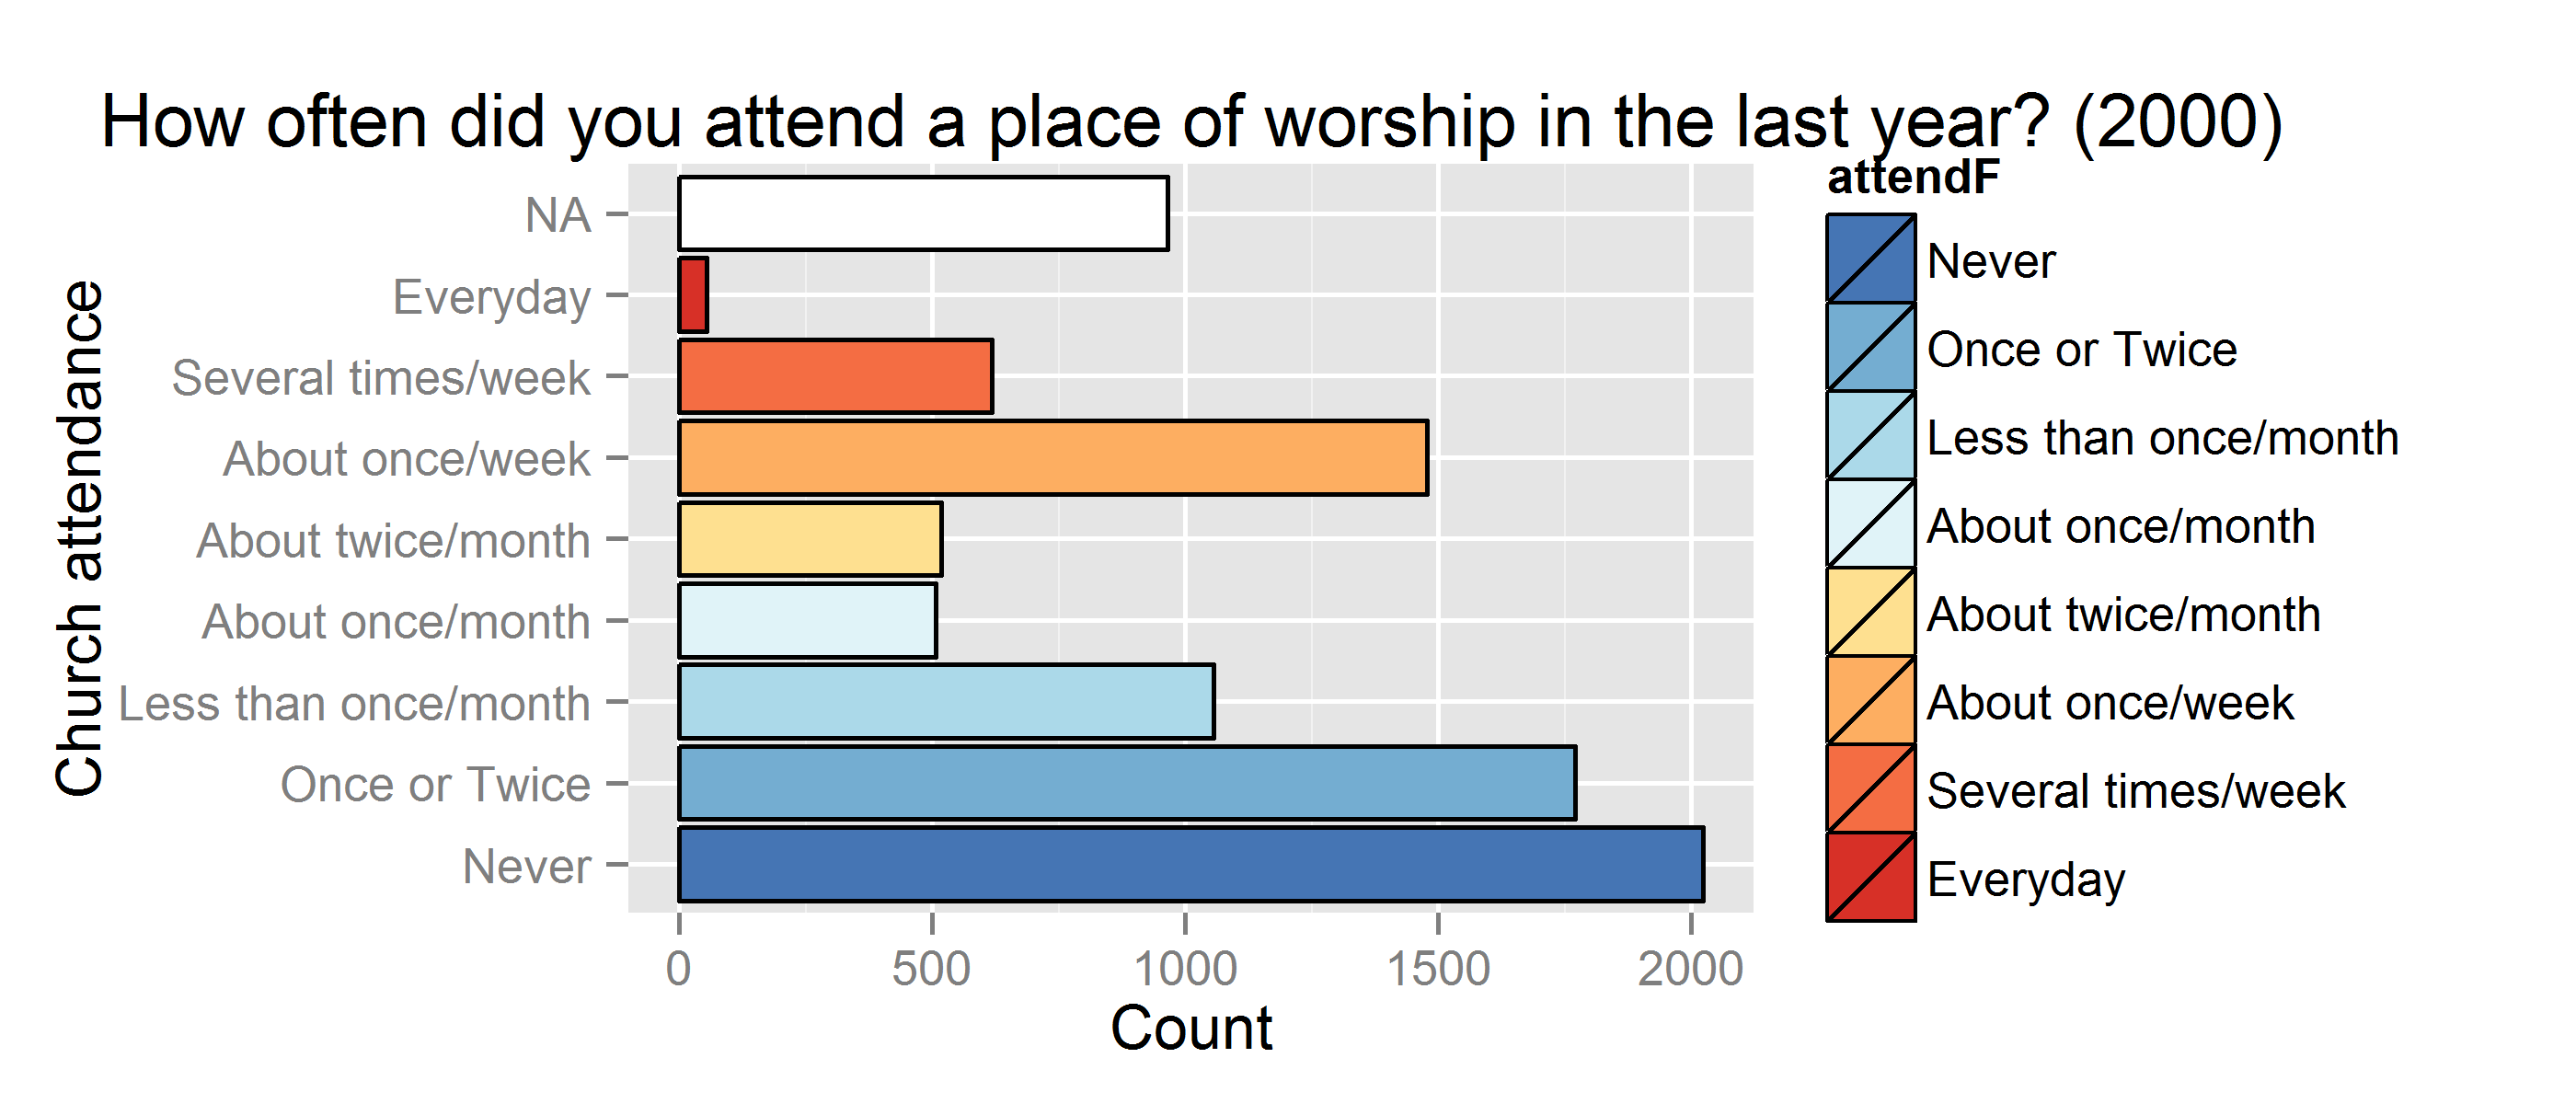 How often did you attend a place of worship in the last year? (2000)
Church attendance
NA
Everyday
Several times/week
About once/week
About twice/month
About once/month
Less than once/month
Once or Twice
Never
0 500 1000 1500 2000
Count
attendF
Never
Once or Twice
Less than once/month
About once/month
About twice/month
About once/week
Several times/week
Everyday